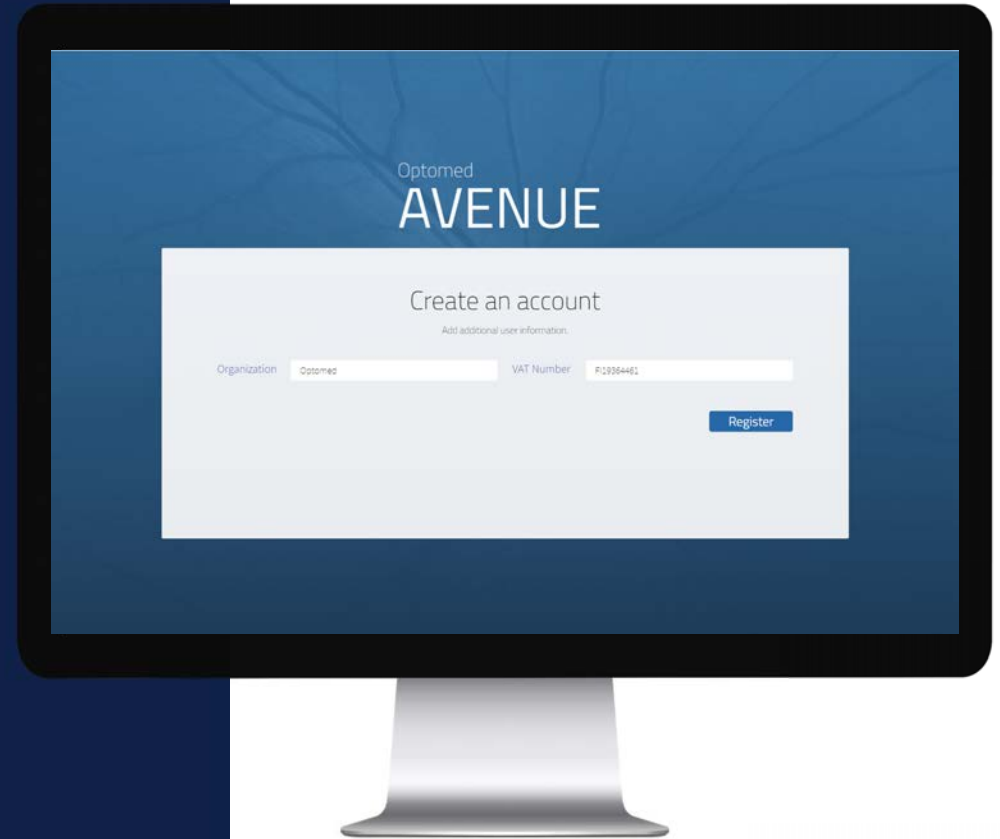 Optomed
AVENUE
Create an account
Add additional user information.
Organization Optomed VAT Number FI19364461
Register